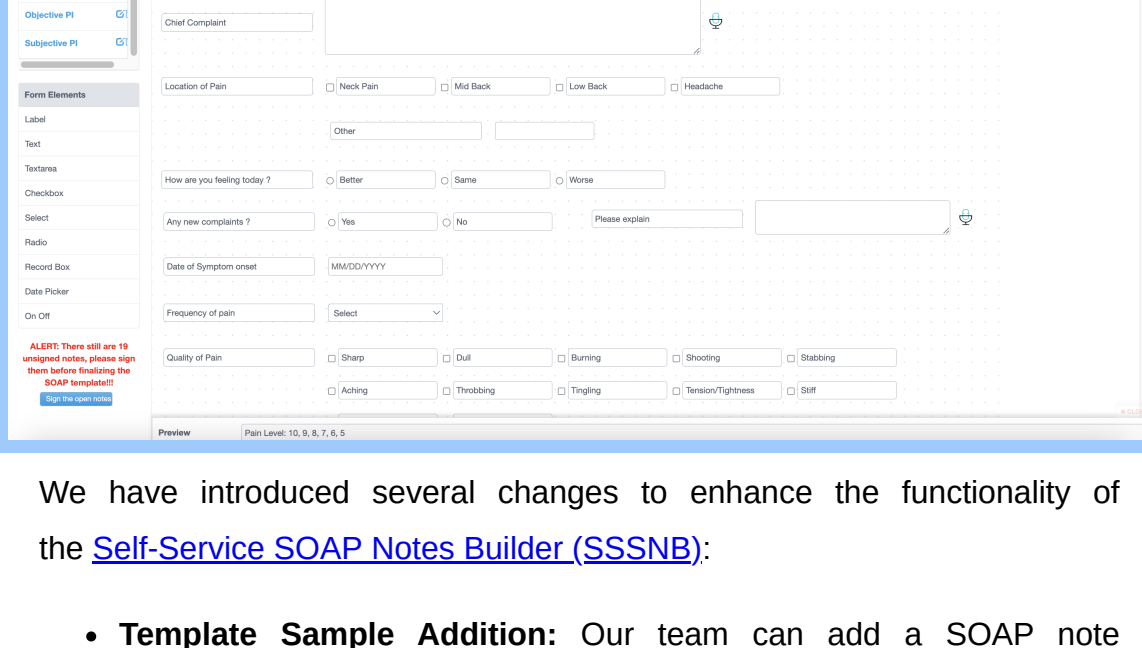 Objective PI
Subjective PI
Form Elements
Label
Text
Textarea
Checkbox
Select
Radio
Record Box
Date Picker
On Off
ALERT: There still are 19
unsigned notes, please sign
them before finalizing the
SOAP template!!!
Sign the open notes
Chief Complaint
Location of Pain Neck Pain Mid Back Low Back Headache
Other
How are you feeling today ? Better Same Worse
Any new complaints ? Yes No Please explain
Date of Symptom onset MM/DD/YYYY
Frequency of pain Select
Quality of Pain Sharp Dull Burning Shooting Stabbing
Aching Throbbing Tingling Tension/Tightness Stiff
Preview Pain Level: 10, 9, 8, 7, 6, 5
We have introduced several changes to enhance the functionality of
the Self-Service SOAP Notes Builder (SSSNB):
• Template Sample Addition: Our team can add a SOAP note